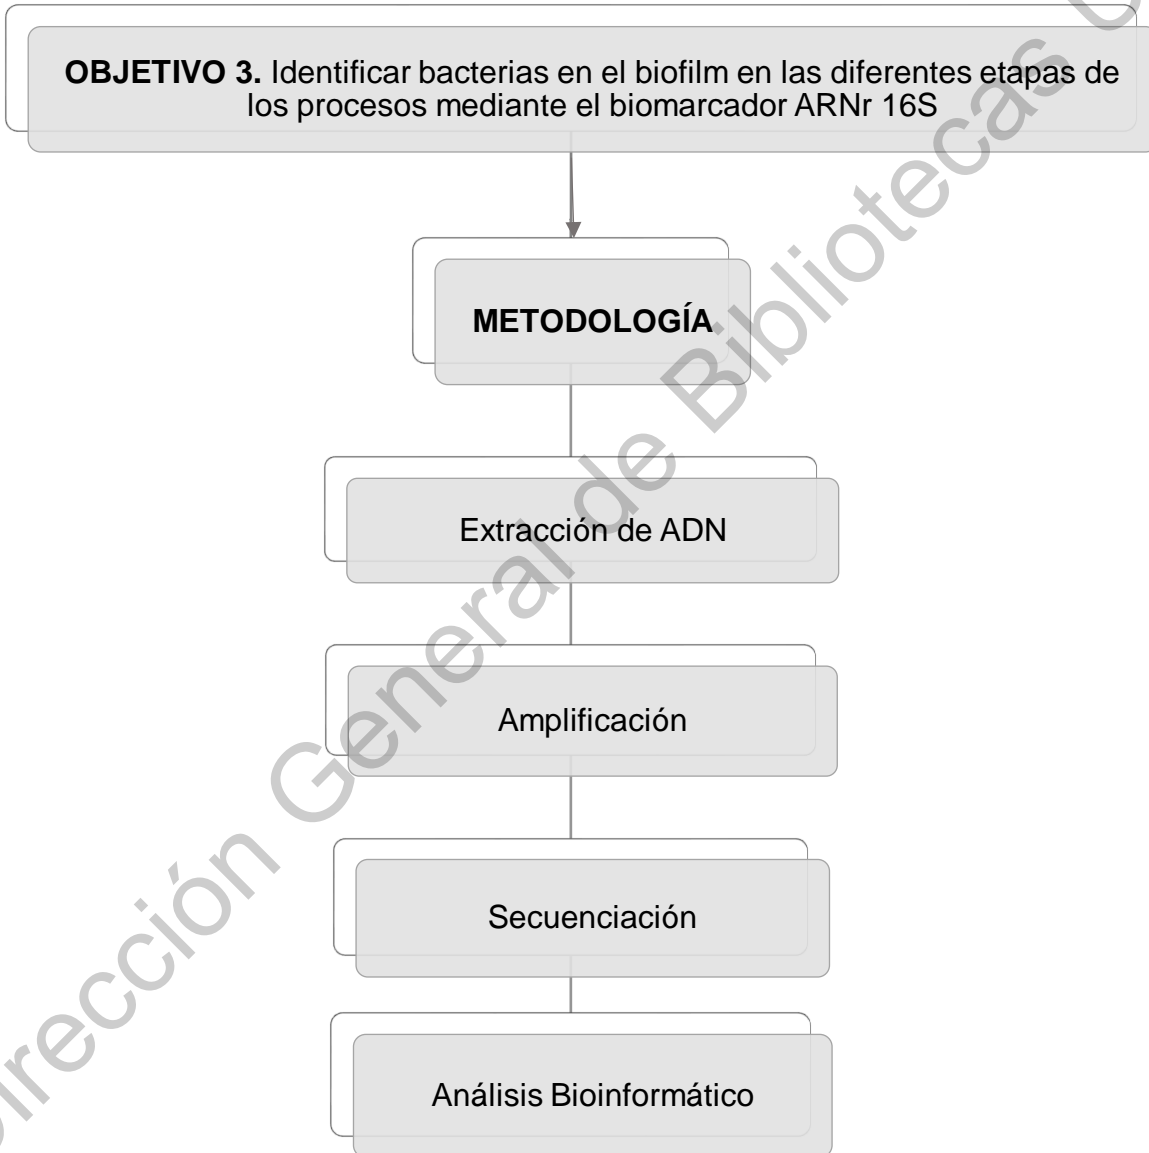 OBJETIVO 3. Identificar bacterias en el biofilm en las diferentes etapas de
los procesos mediante el biomarcador ARNr 16S
METODOLOGÍA
Extracción de ADN
Amplificación
Secuenciación
Análisis Bioinformático
Dirección General de Bibliotecas